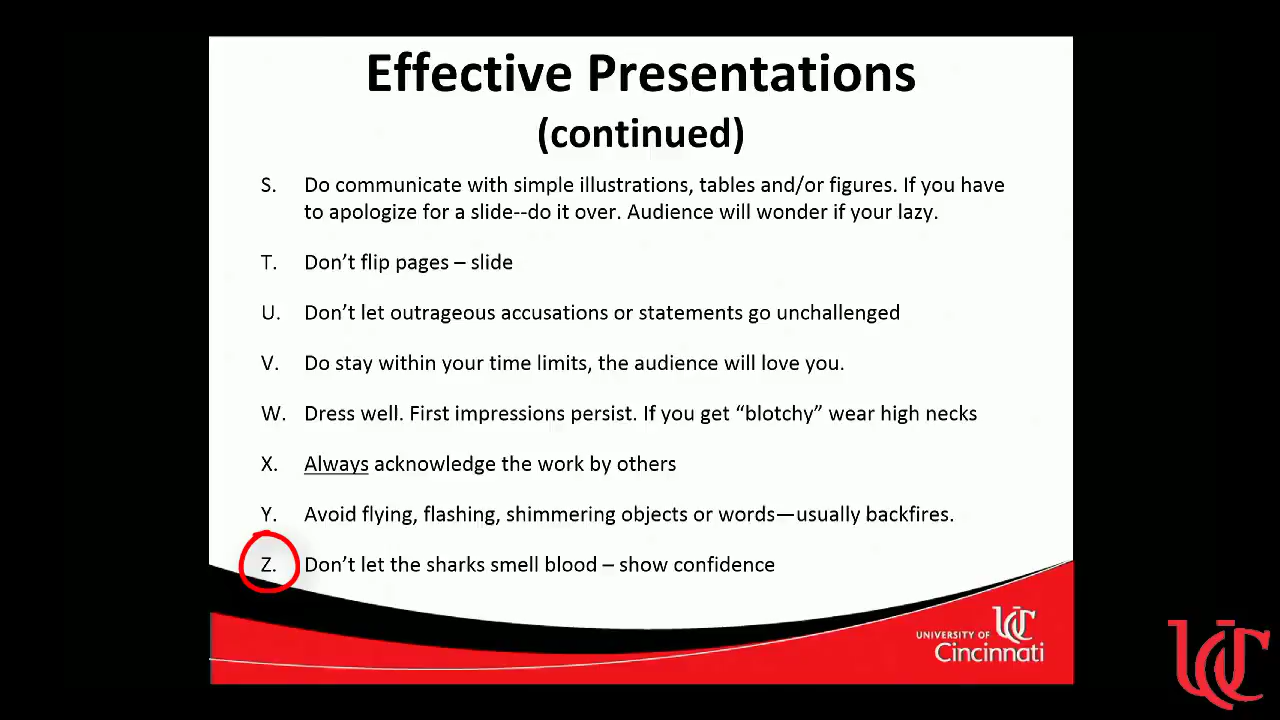 Effective Presentations
(continued)
S. Do communicate with simple illustrations, tables and/or figures. If you have
to apologize for a slide--do it over. Audience will wonder if your lazy.
T. Don’t flip pages – slide
U. Don’t let outrageous accusations or statements go unchallenged
V. Do stay within your time limits, the audience will love you.
W. Dress well. First impressions persist. If you get “blotchy” wear high necks
X. Always acknowledge the work by others
Y. Avoid flying, flashing, shimmering objects or words—usually backfires.
Z. Don’t let the sharks smell blood – show confidence
UNIVERSITY OF UC
Cincinnati
UC